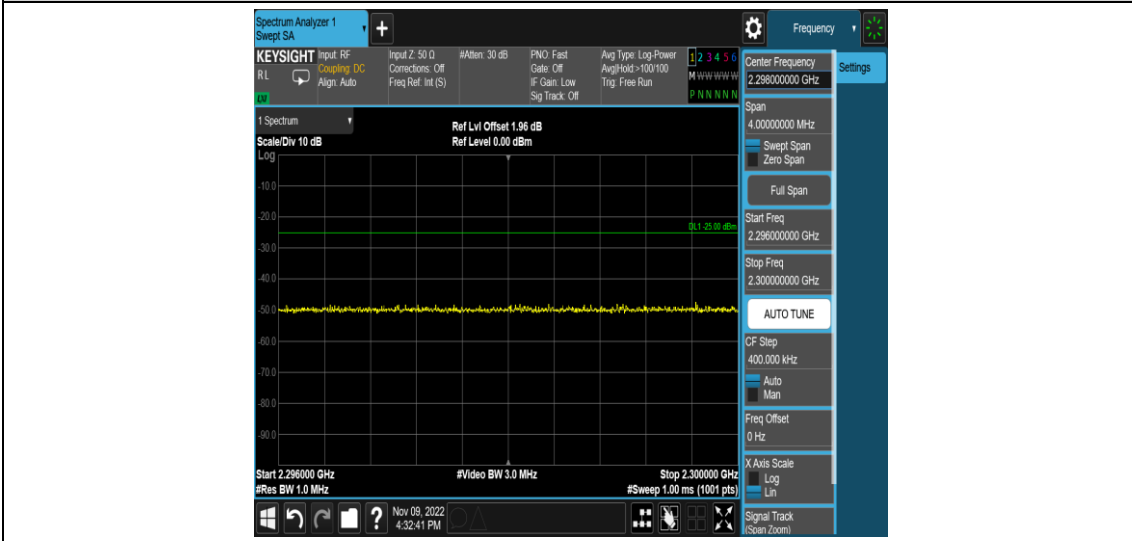 Spectrum Analyzer 1
Swept SA
+
Frequency
KEYSIGHT
RL
Input: RF
Coupling: DC
Align: Auto
Input Z: 50 Ω
Corrections: Off
Freq Ref: Int (S)
#Atten: 30 dB
PNO: Fast
Gate: Off
IF Gain: Low
Sig Track: Off
Avg Type: Log-Power
Avg|Hold:>100/100
Trig: Free Run
1 2 3 4 5 6
M W W W W W
P N N N N N
1 Spectrum
Scale/Div 10 dB
Log
Ref Lvl Offset 1.96 dB
Ref Level 0.00 dBm
-10.0
-20.0
DL1 -25.00 dBm
-30.0
-40.0
-50.0
-60.0
-70.0
-80.0
-90.0
Start 2.296000 GHz
#Res BW 1.0 MHz
#Video BW 3.0 MHz
Stop 2.300000 GHz
#Sweep 1.00 ms (1001 pts)
?
Nov 09, 2022
4:32:41 PM
Center Frequency
2.298000000 GHz
Settings
Span
4.00000000 MHz
Swept Span
Zero Span
Full Span
Start Freq
2.296000000 GHz
Stop Freq
2.300000000 GHz
AUTO TUNE
CF Step
400.000 kHz
Auto
Man
Freq Offset
0 Hz
X Axis Scale
Log
Lin
Signal Track
(Span Zoom)